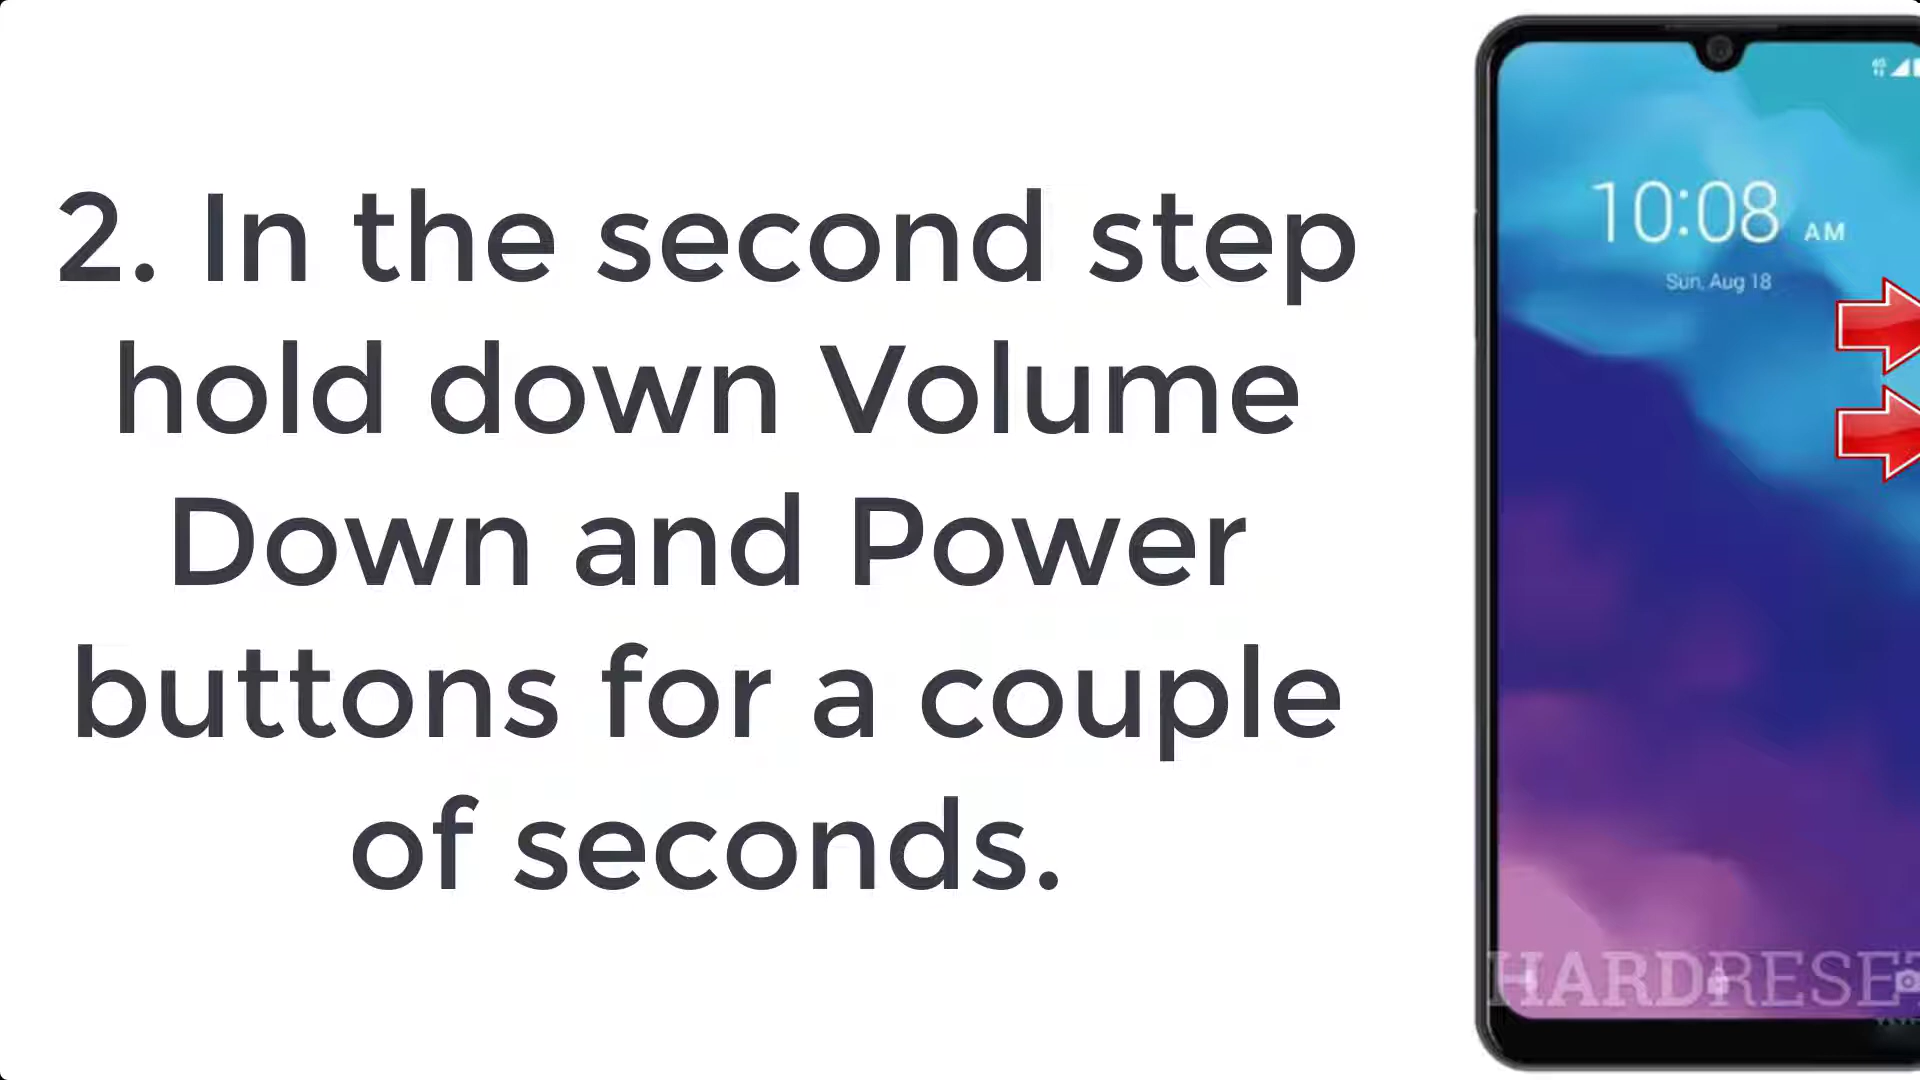 2. In the second step
hold down Volume
Down and Power
buttons for a couple
of seconds.
10:08 AM
Sun, Aug 18
HARDRESET